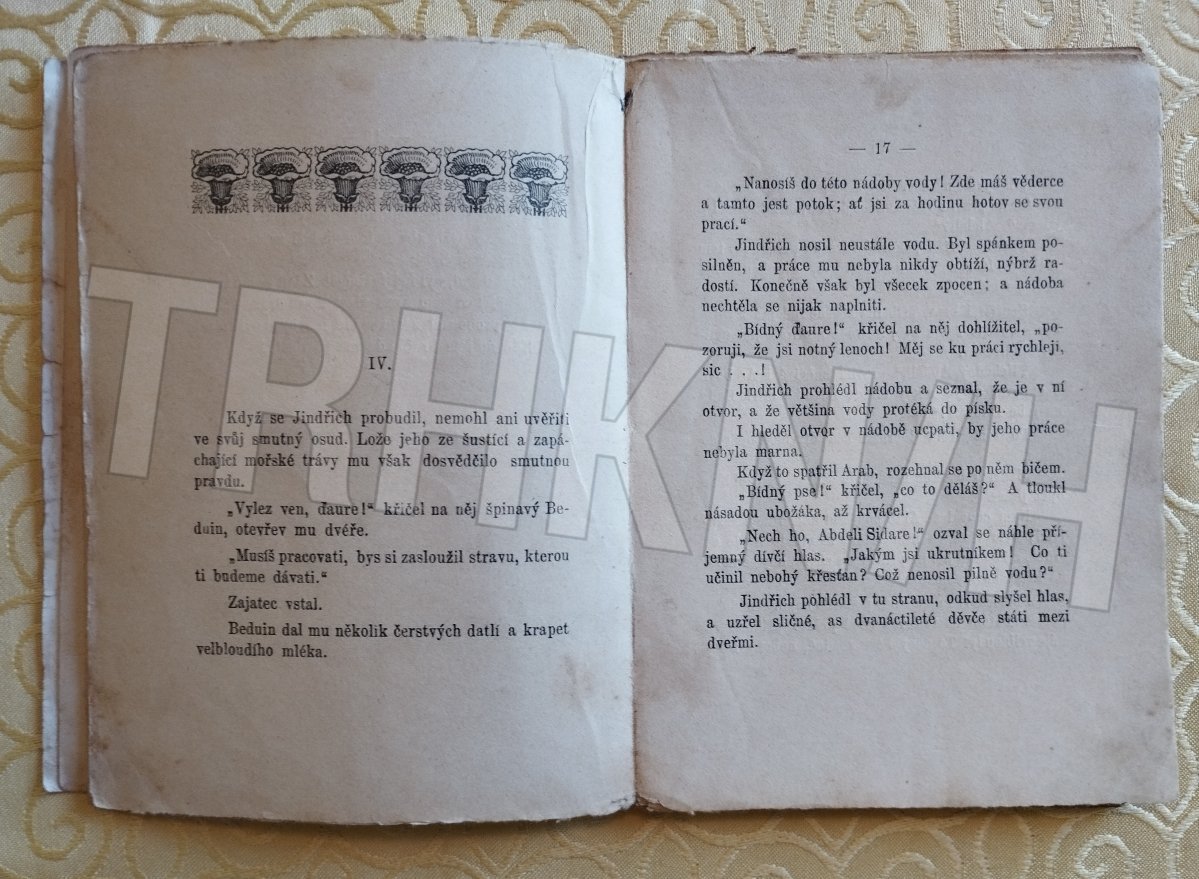 IV.
Když se Jindřich probudil, nemohl ani uvěřiti
ve svůj smutný osud. Lože jeho ze šustící a zapá-
chající mořské trávy mu však dosvědčilo smutnou
pravdu.
„Vylez ven, ďaure!“ křičel na něj špinavý Be-
duin, otevřev mu dvéře.
„Musíš pracovati, bys si zasloužil stravu, kterou
ti budeme dávati.“
Zajatec vstal.
Beduin dal mu několik čerstvých datlí a krapet
velbloudího mléka.
— 17 —
„Nanosíš do této nádoby vody! Zde máš věderce
a tamto jest potok; ať jsi za hodinu hotov se svou
prací.“
Jindřich nosil neustále vodu. Byl spánkem po-
silněn, a práce mu nebyla nikdy obtíží, nýbrž ra-
dostí. Konečně však byl všecek zpocen; a nádoba
nechtěla se nijak naplniti.
„Bídný ďaure!“ křičel na něj dohlížitel, „po-
zoruji, že jsi notný lenoch! Měj se ku práci rychleji,
sic . . .!
Jindřich prohlédl nádobu a seznal, že je v ní
otvor, a že většina vody protéká do písku.
I hleděl otvor v nádobě ucpati, by jeho práce
nebyla marna.
Když to spatřil Arab, rozehnal se po něm bičem.
„Bídný pse!“ křičel, „co to děláš?“ A tloukl
násadou ubožáka, až krvácel.
„Nech ho, Abdeli Sidare!“ ozval se náhle pří-
jemný dívčí hlas. „Jakým jsi ukrutníkem! Co ti
učinil nebohý křesťan? Což nenosil pilně vodu?“
Jindřich pohlédl v tu stranu, odkud slyšel hlas,
a uzřel sličné, as dvanáctileté děvče státi mezi
dveřmi.
TRHKNIH